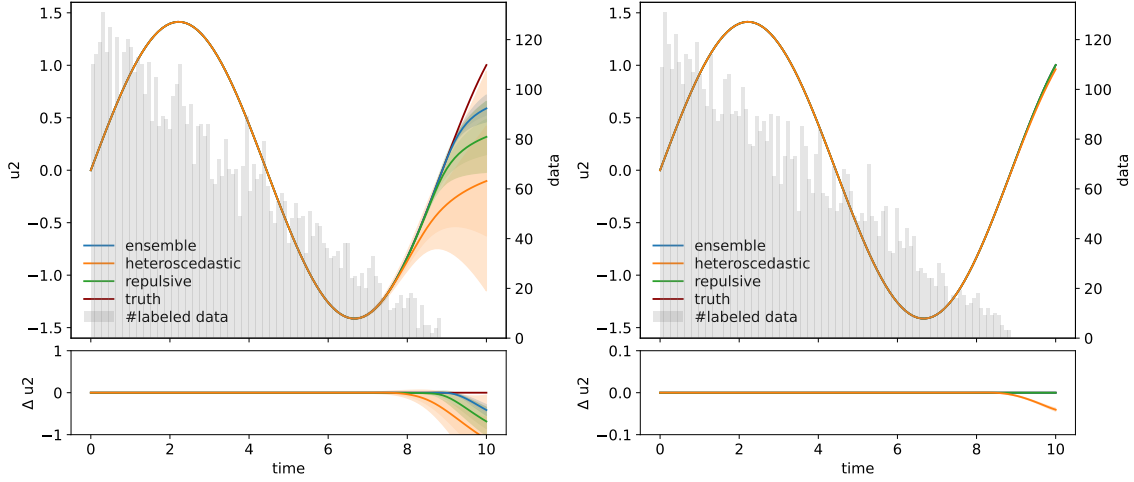 1.5
1.0
0.5
0.0
−0.5
−1.0
−1.5
u2
120
100
80
60
40
20
0
data
ensemble
heteroscedastic
repulsive
truth
#labeled data
1
0
−1
Δ u2
0 2 4 6 8 10
time
1.5
1.0
0.5
0.0
−0.5
−1.0
−1.5
u2
120
100
80
60
40
20
0
data
ensemble
heteroscedastic
repulsive
truth
#labeled data
0.1
0.0
−0.1
Δ u2
0 2 4 6 8 10
time